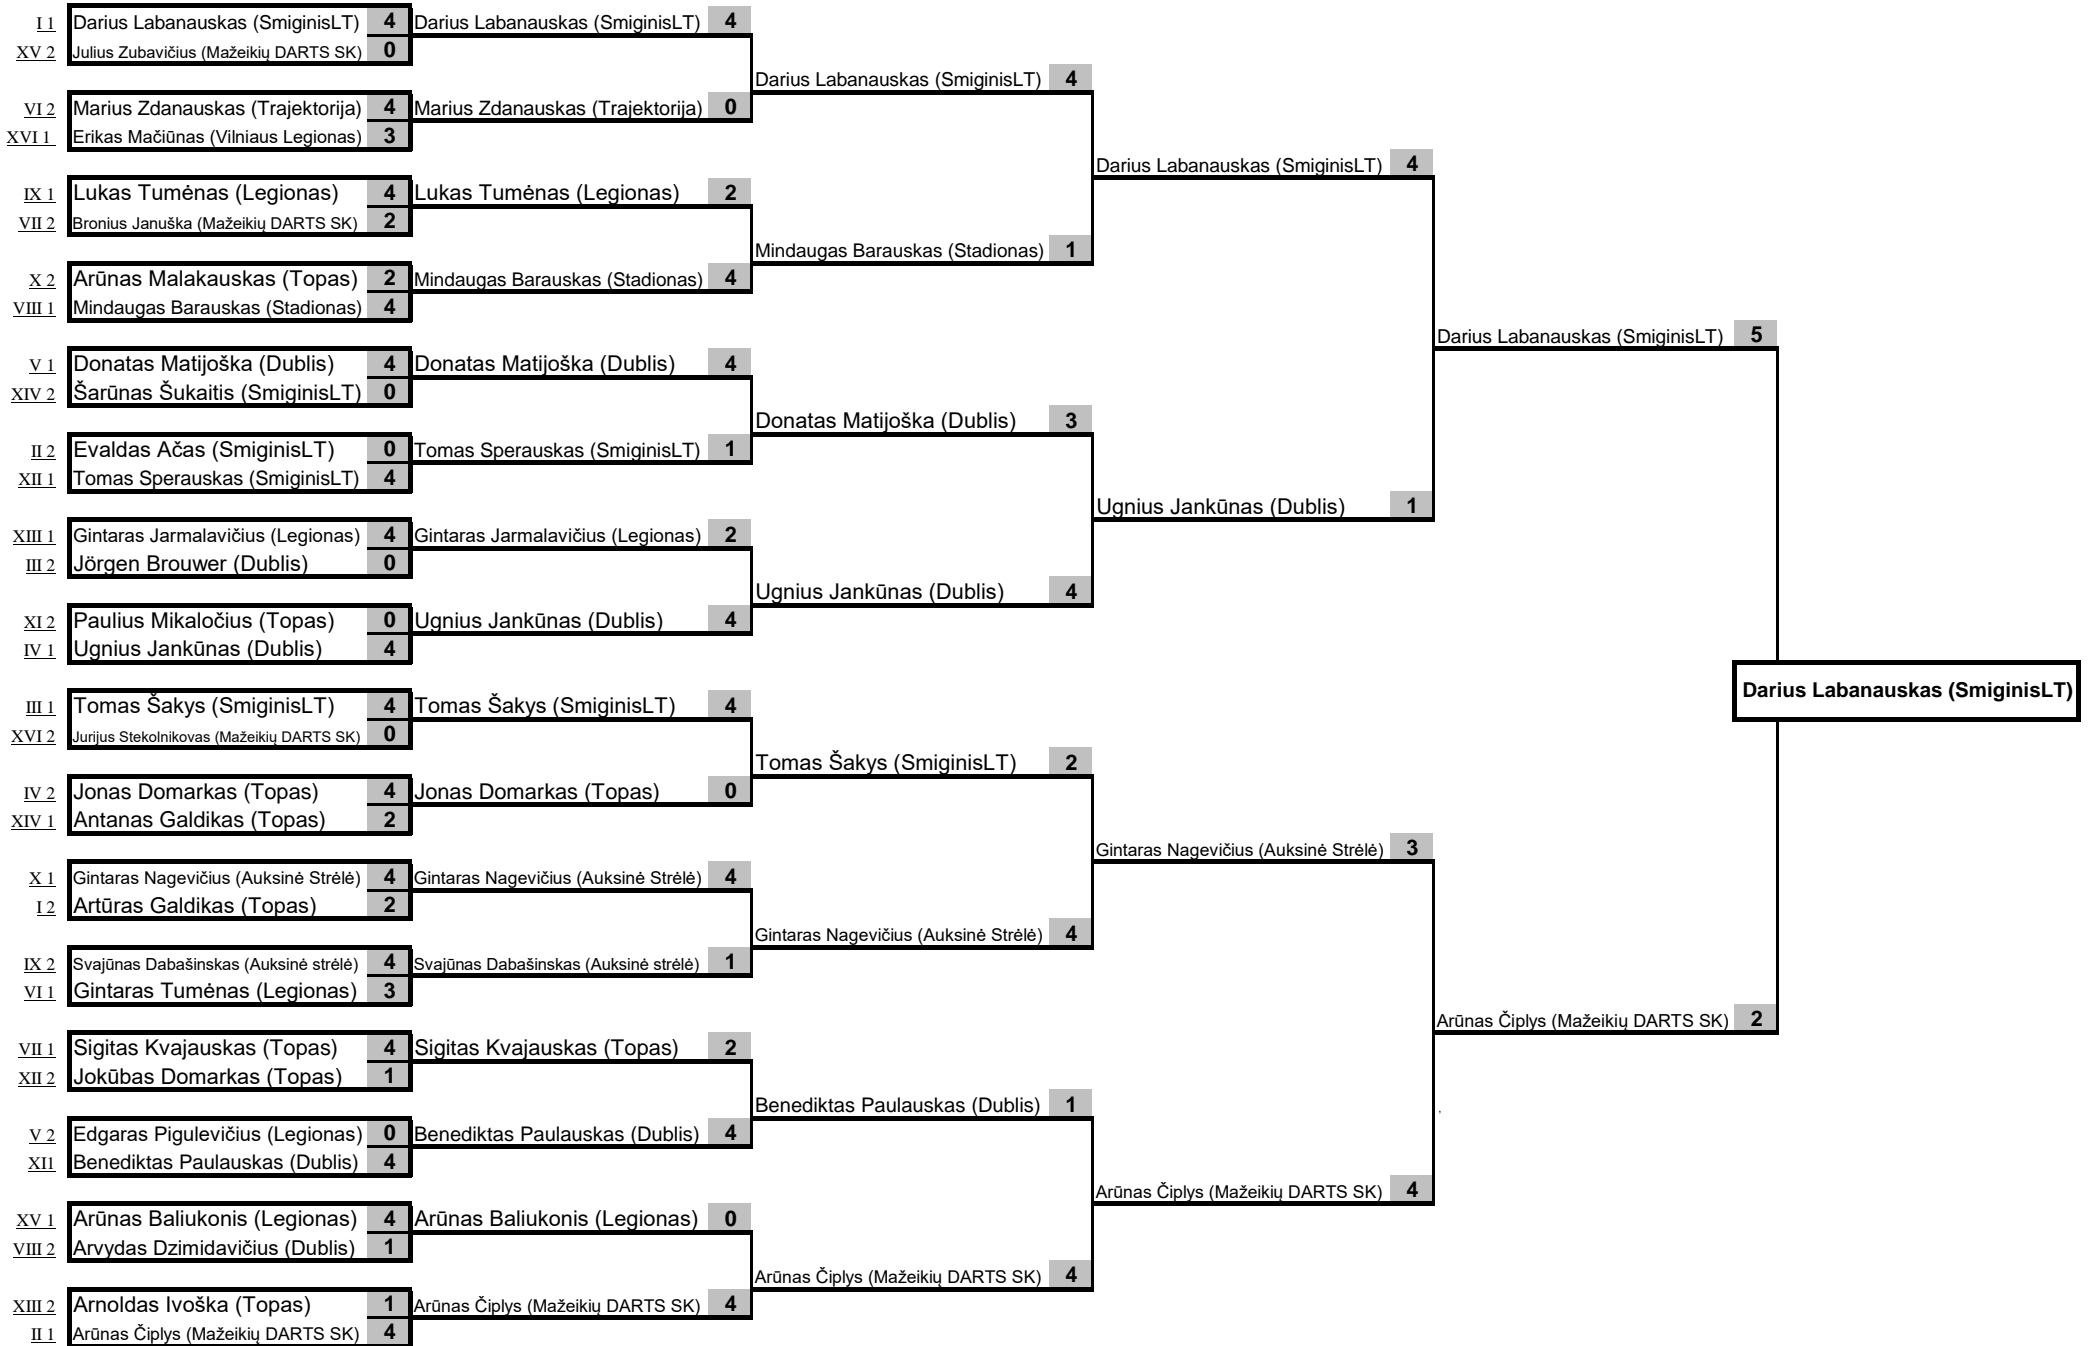 I 1 Darius Labanauskas (SmiginisLT) 4 Darius Labanauskas (SmiginisLT) 4
XV 2 Julius Zubavičius (Mažeikių DARTS SK) 0
Darius Labanauskas (SmiginisLT) 4
VI 2 Marius Zdanauskas (Trajektorija) 4 Marius Zdanauskas (Trajektorija) 0
XVI 1 Erikas Mačiūnas (Vilniaus Legionas) 3
Darius Labanauskas (SmiginisLT) 4
IX 1 Lukas Tumėnas (Legionas) 4 Lukas Tumėnas (Legionas) 2
VII 2 Bronius Januška (Mažeikių DARTS SK) 2
Mindaugas Barauskas (Stadionas) 1
X 2 Arūnas Malakauskas (Topas) 2 Mindaugas Barauskas (Stadionas) 4
VIII 1 Mindaugas Barauskas (Stadionas) 4
Darius Labanauskas (SmiginisLT) 5
V 1 Donatas Matijoška (Dublis) 4 Donatas Matijoška (Dublis) 4
XIV 2 Šarūnas Šukaitis (SmiginisLT) 0
Donatas Matijoška (Dublis) 3
II 2 Evaldas Ačas (SmiginisLT) 0 Tomas Sperauskas (SmiginisLT) 1
XII 1 Tomas Sperauskas (SmiginisLT) 4
Ugnius Jankūnas (Dublis) 1
XIII 1 Gintaras Jarmalavičius (Legionas) 4 Gintaras Jarmalavičius (Legionas) 2
III 2 Jörgen Brouwer (Dublis) 0
Ugnius Jankūnas (Dublis) 4
XI 2 Paulius Mikaločius (Topas) 0 Ugnius Jankūnas (Dublis) 4
IV 1 Ugnius Jankūnas (Dublis) 4
Darius Labanauskas (SmiginisLT)
III 1 Tomas Šakys (SmiginisLT) 4 Tomas Šakys (SmiginisLT) 4
XVI 2 Jurijus Stekolnikovas (Mažeikių DARTS SK) 0
Tomas Šakys (SmiginisLT) 2
IV 2 Jonas Domarkas (Topas) 4 Jonas Domarkas (Topas) 0
XIV 1 Antanas Galdikas (Topas) 2
Gintaras Nagevičius (Auksinė Strėlė) 3
X 1 Gintaras Nagevičius (Auksinė Strėlė) 4 Gintaras Nagevičius (Auksinė Strėlė) 4
I 2 Artūras Galdikas (Topas) 2
Gintaras Nagevičius (Auksinė Strėlė) 4
IX 2 Svajūnas Dabašinskas (Auksinė strėlė) 4 Svajūnas Dabašinskas (Auksinė strėlė) 1
VI 1 Gintaras Tumėnas (Legionas) 3
Arūnas Čiplys (Mažeikių DARTS SK) 2
VII 1 Sigitas Kvajauskas (Topas) 4 Sigitas Kvajauskas (Topas) 2
XII 2 Jokūbas Domarkas (Topas) 1
Benediktas Paulauskas (Dublis) 1
V 2 Edgaras Pigulevičius (Legionas) 0 Benediktas Paulauskas (Dublis) 4
XI1 Benediktas Paulauskas (Dublis) 4
Arūnas Čiplys (Mažeikių DARTS SK) 4
XV 1 Arūnas Baliukonis (Legionas) 4 Arūnas Baliukonis (Legionas) 0
VIII 2 Arvydas Dzimidavičius (Dublis) 1
Arūnas Čiplys (Mažeikių DARTS SK) 4
XIII 2 Arnoldas Ivoška (Topas) 1 Arūnas Čiplys (Mažeikių DARTS SK) 4
II 1 Arūnas Čiplys (Mažeikių DARTS SK) 4